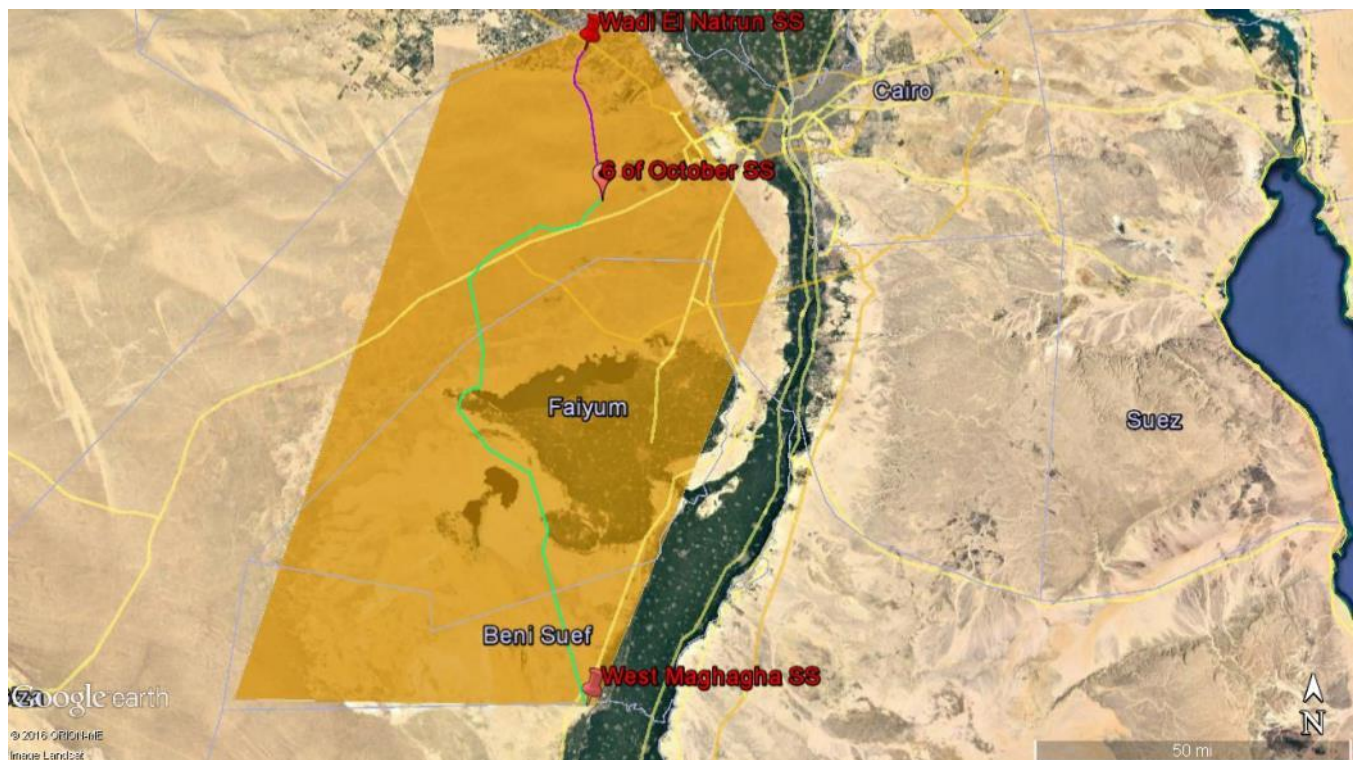 Wadi El Natrun SS
Cairo
6 of October SS
Faiyum
Suez
Beni Suef
West Maghagha SS
Google earth
© 2016 ORION-ME
Image Landsat
N
50 mi